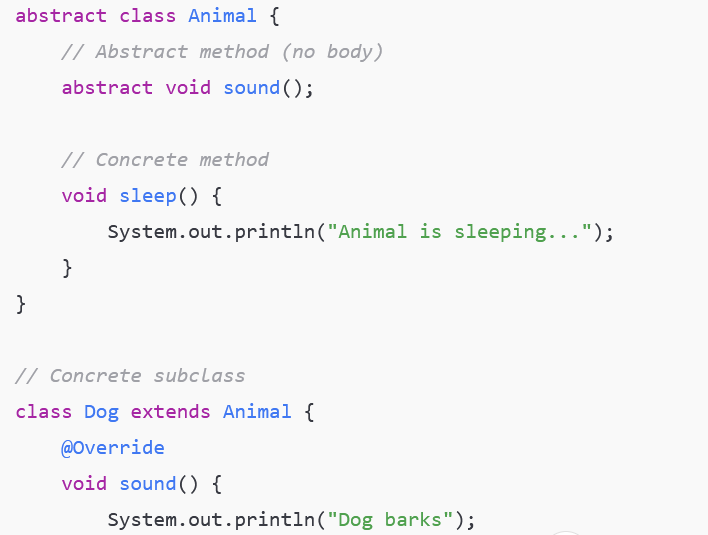 abstract class Animal {
    // Abstract method (no body)
    abstract void sound();
    // Concrete method
    void sleep() {
        System.out.println("Animal is sleeping...");
    }
}
// Concrete subclass
class Dog extends Animal {
    @Override
    void sound() {
        System.out.println("Dog barks");